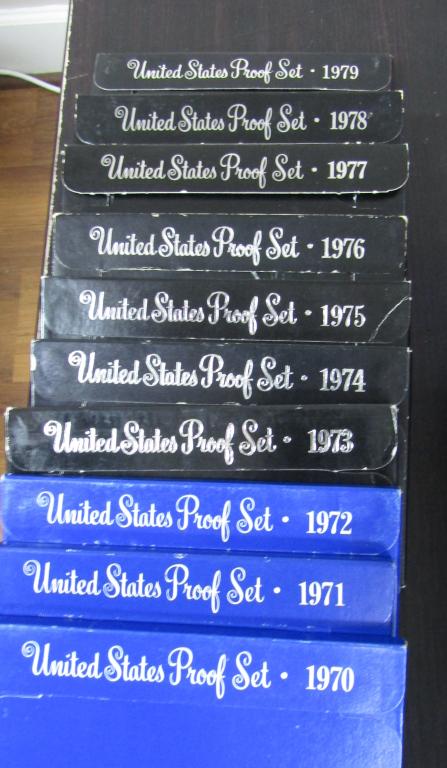 United States Proof Set · 1979
United States Proof Set · 1978
United States Proof Set · 1977
United States Proof Set · 1976
United States Proof Set · 1975
United States Proof Set · 1974
United States Proof Set · 1973
United States Proof Set · 1972
United States Proof Set · 1971
United States Proof Set · 1970